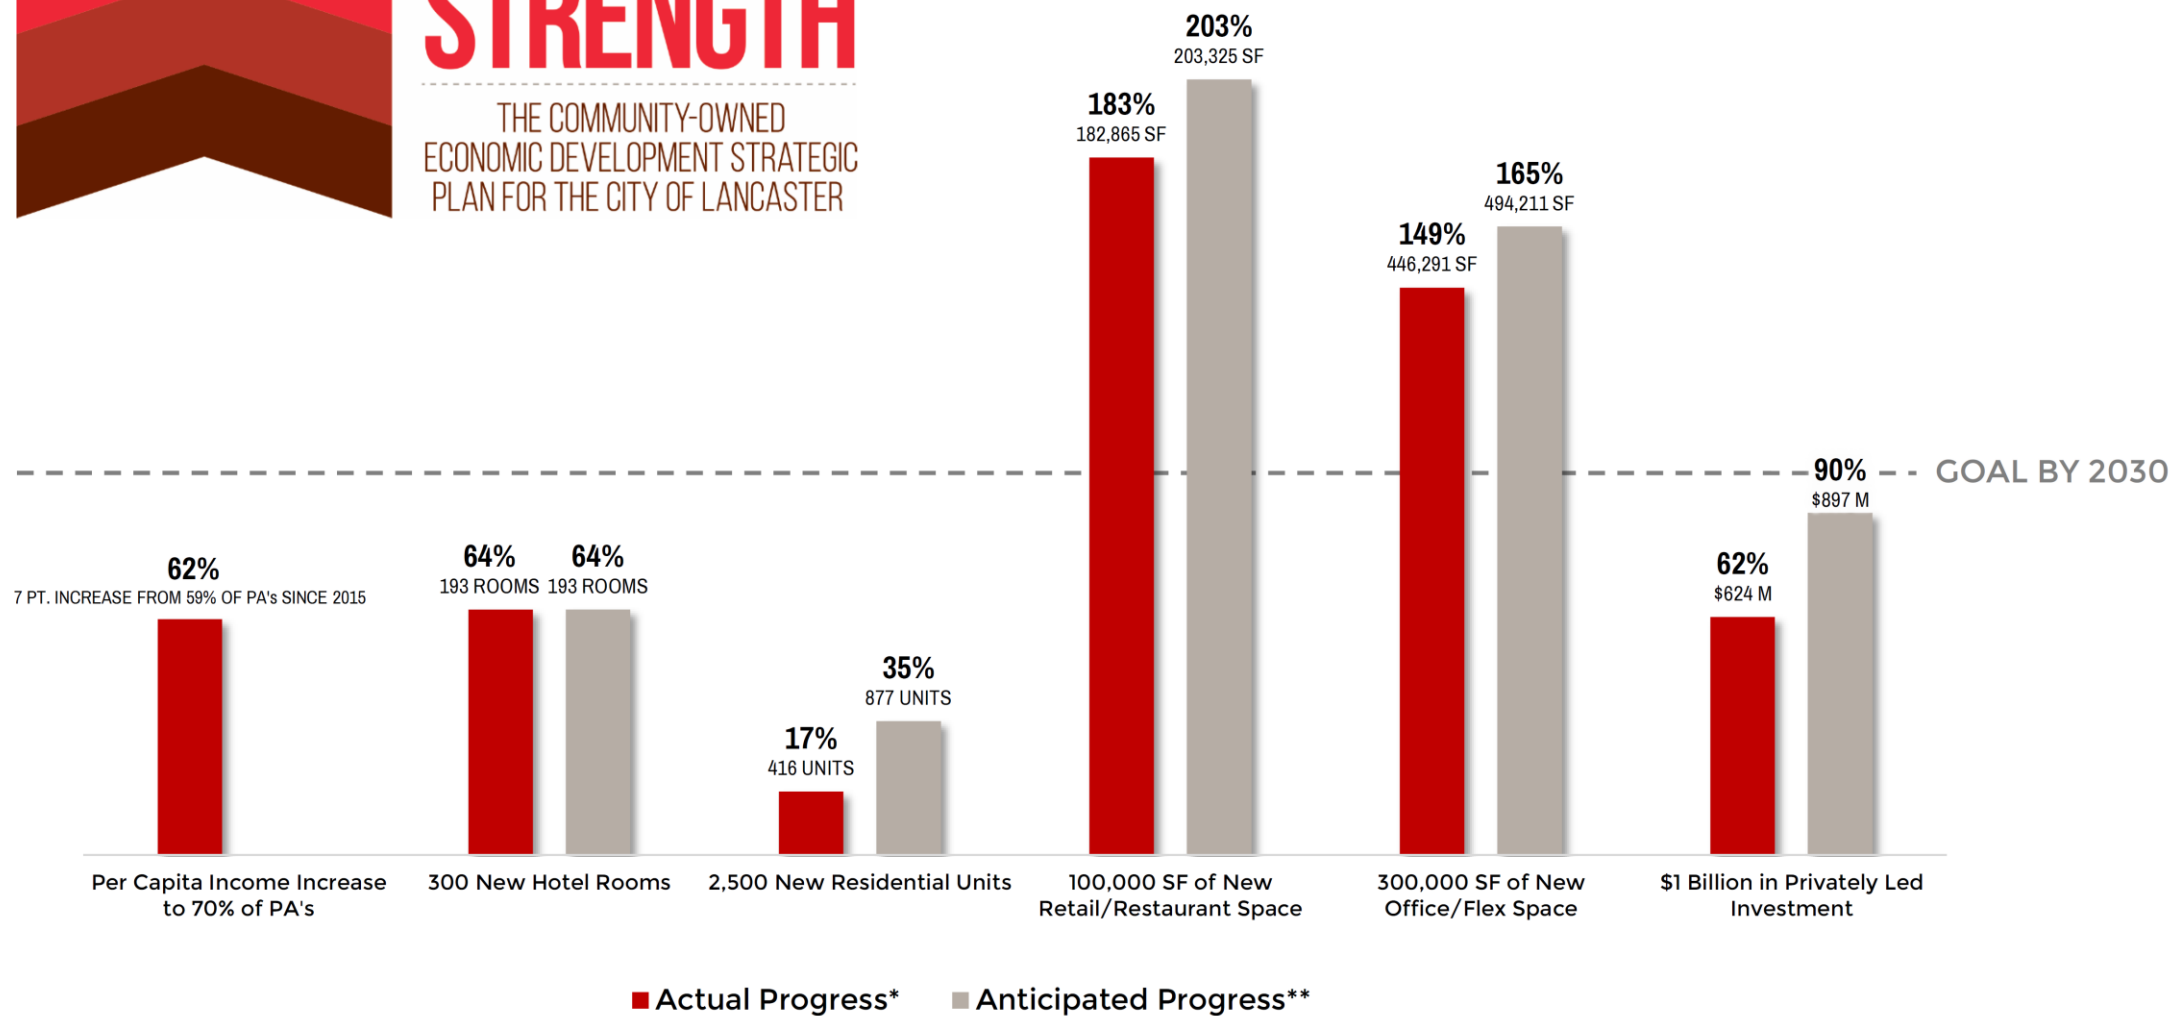 STRENGTH
THE COMMUNITY-OWNED
ECONOMIC DEVELOPMENT STRATEGIC
PLAN FOR THE CITY OF LANCASTER
62%
7 PT. INCREASE FROM 59% OF PA's SINCE 2015
64%
193 ROOMS
64%
193 ROOMS
17%
416 UNITS
35%
877 UNITS
183%
182,865 SF
203%
203,325 SF
149%
446,291 SF
165%
494,211 SF
62%
$624 M
90%
$897 M
GOAL BY 2030
Per Capita Income Increase
to 70% of PA's
300 New Hotel Rooms
2,500 New Residential Units
100,000 SF of New
Retail/Restaurant Space
300,000 SF of New
Office/Flex Space
$1 Billion in Privately Led
Investment
Actual Progress*
Anticipated Progress**